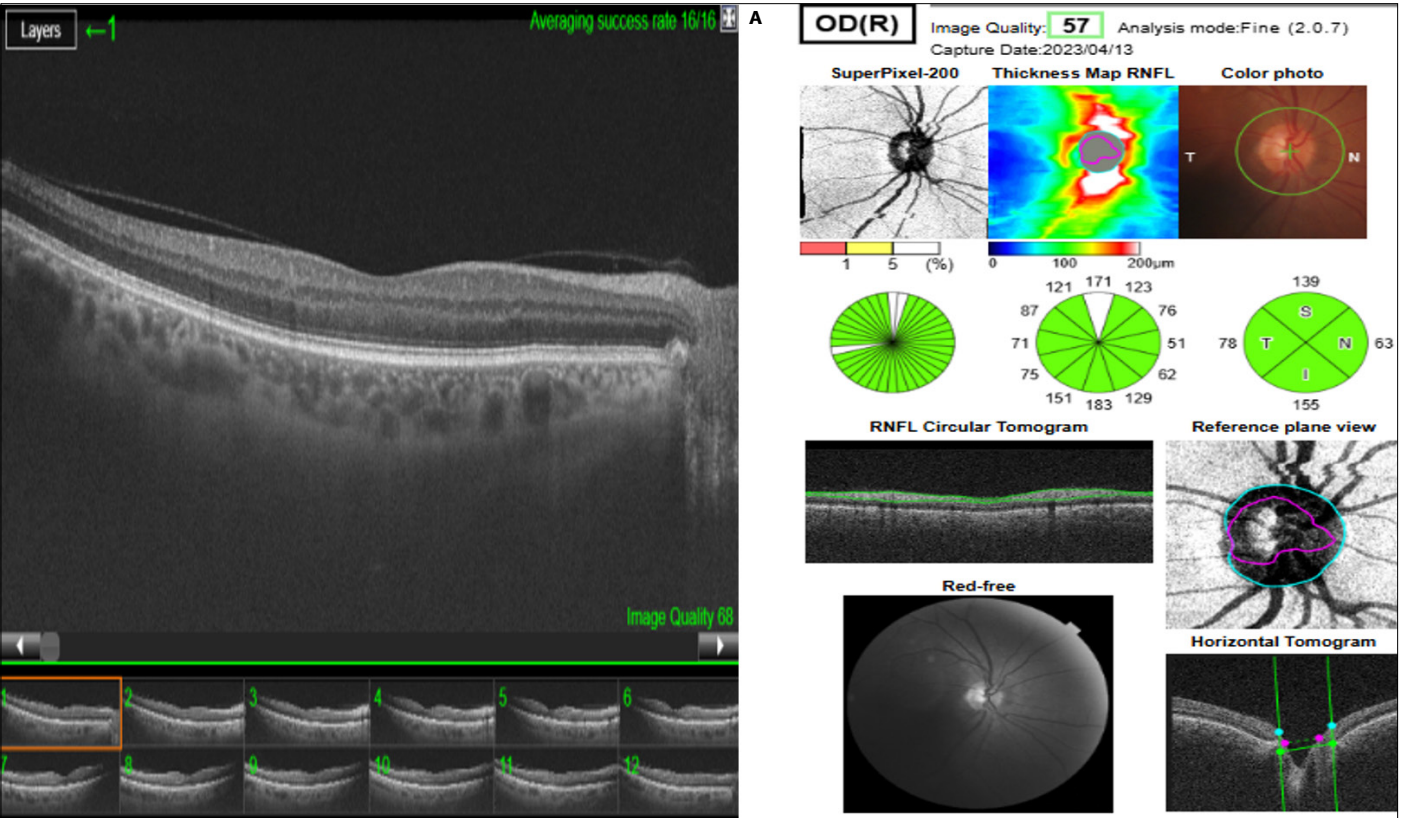 Layers ←1
Averaging success rate 16/16
Image Quality 68
1 2 3 4 5 6
7 8 9 10 11 12
A
OD(R)
Image Quality: 57 Analysis mode:Fine (2.0.7)
Capture Date:2023/04/13
SuperPixel-200 Thickness Map RNFL Color photo
T N
1 5 (%)
0 100 200μm
121 171 123
87 76
71 51
75 62
151 183 129
139
S
78 T N 63
I
155
RNFL Circular Tomogram
Reference plane view
Red-free
Horizontal Tomogram